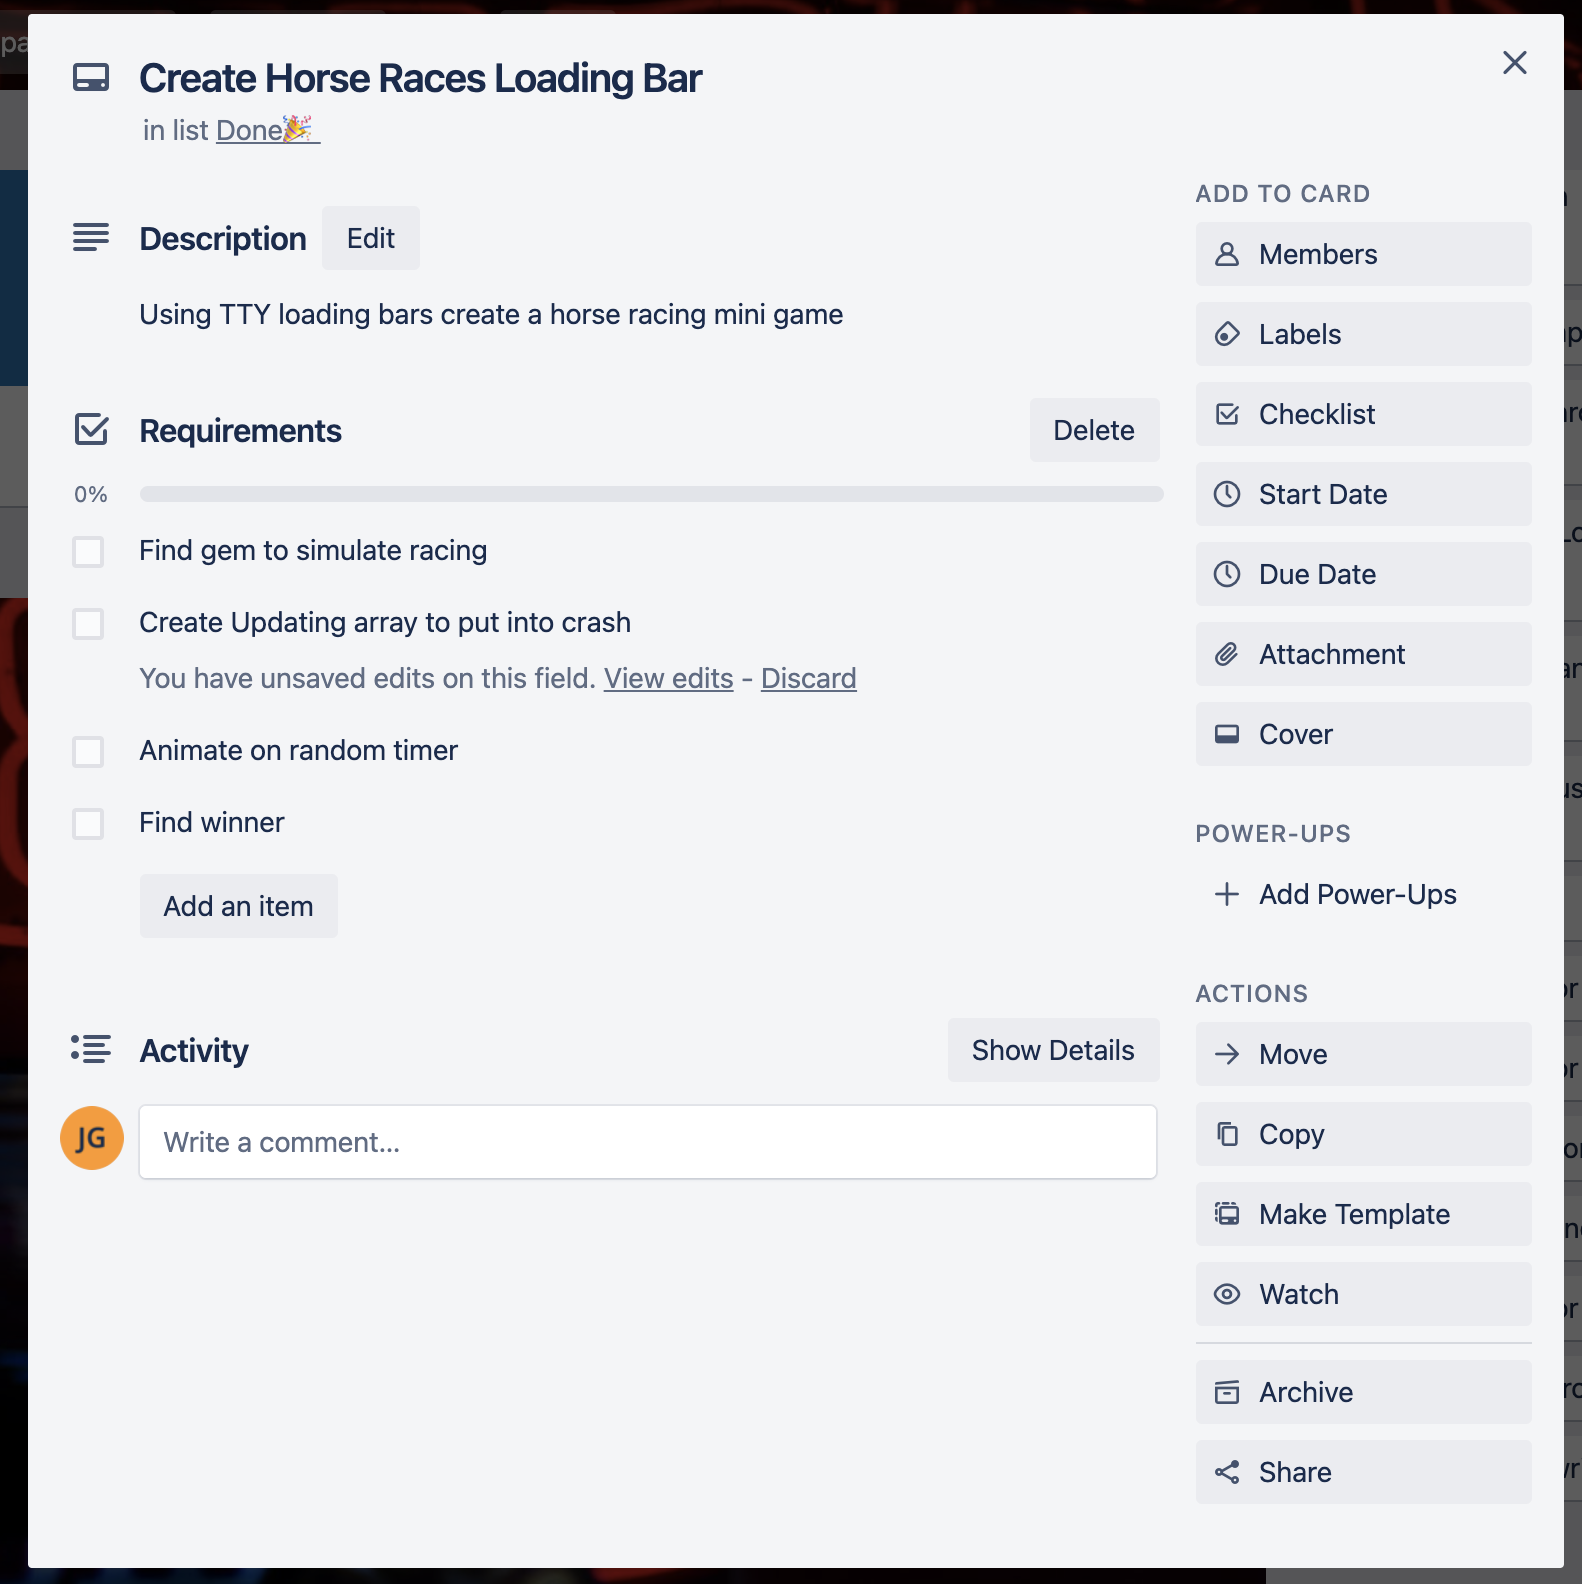 Create Horse Races Loading Bar
in list Done🎉
Description
Edit
Using TTY loading bars create a horse racing mini game
Requirements
Delete
0%
Find gem to simulate racing
Create Updating array to put into crash
You have unsaved edits on this field. View edits - Discard
Animate on random timer
Find winner
Add an item
Activity
Show Details
JG
Write a comment...
ADD TO CARD
Members
Labels
Checklist
Start Date
Due Date
Attachment
Cover
POWER-UPS
Add Power-Ups
ACTIONS
Move
Copy
Make Template
Watch
Archive
Share